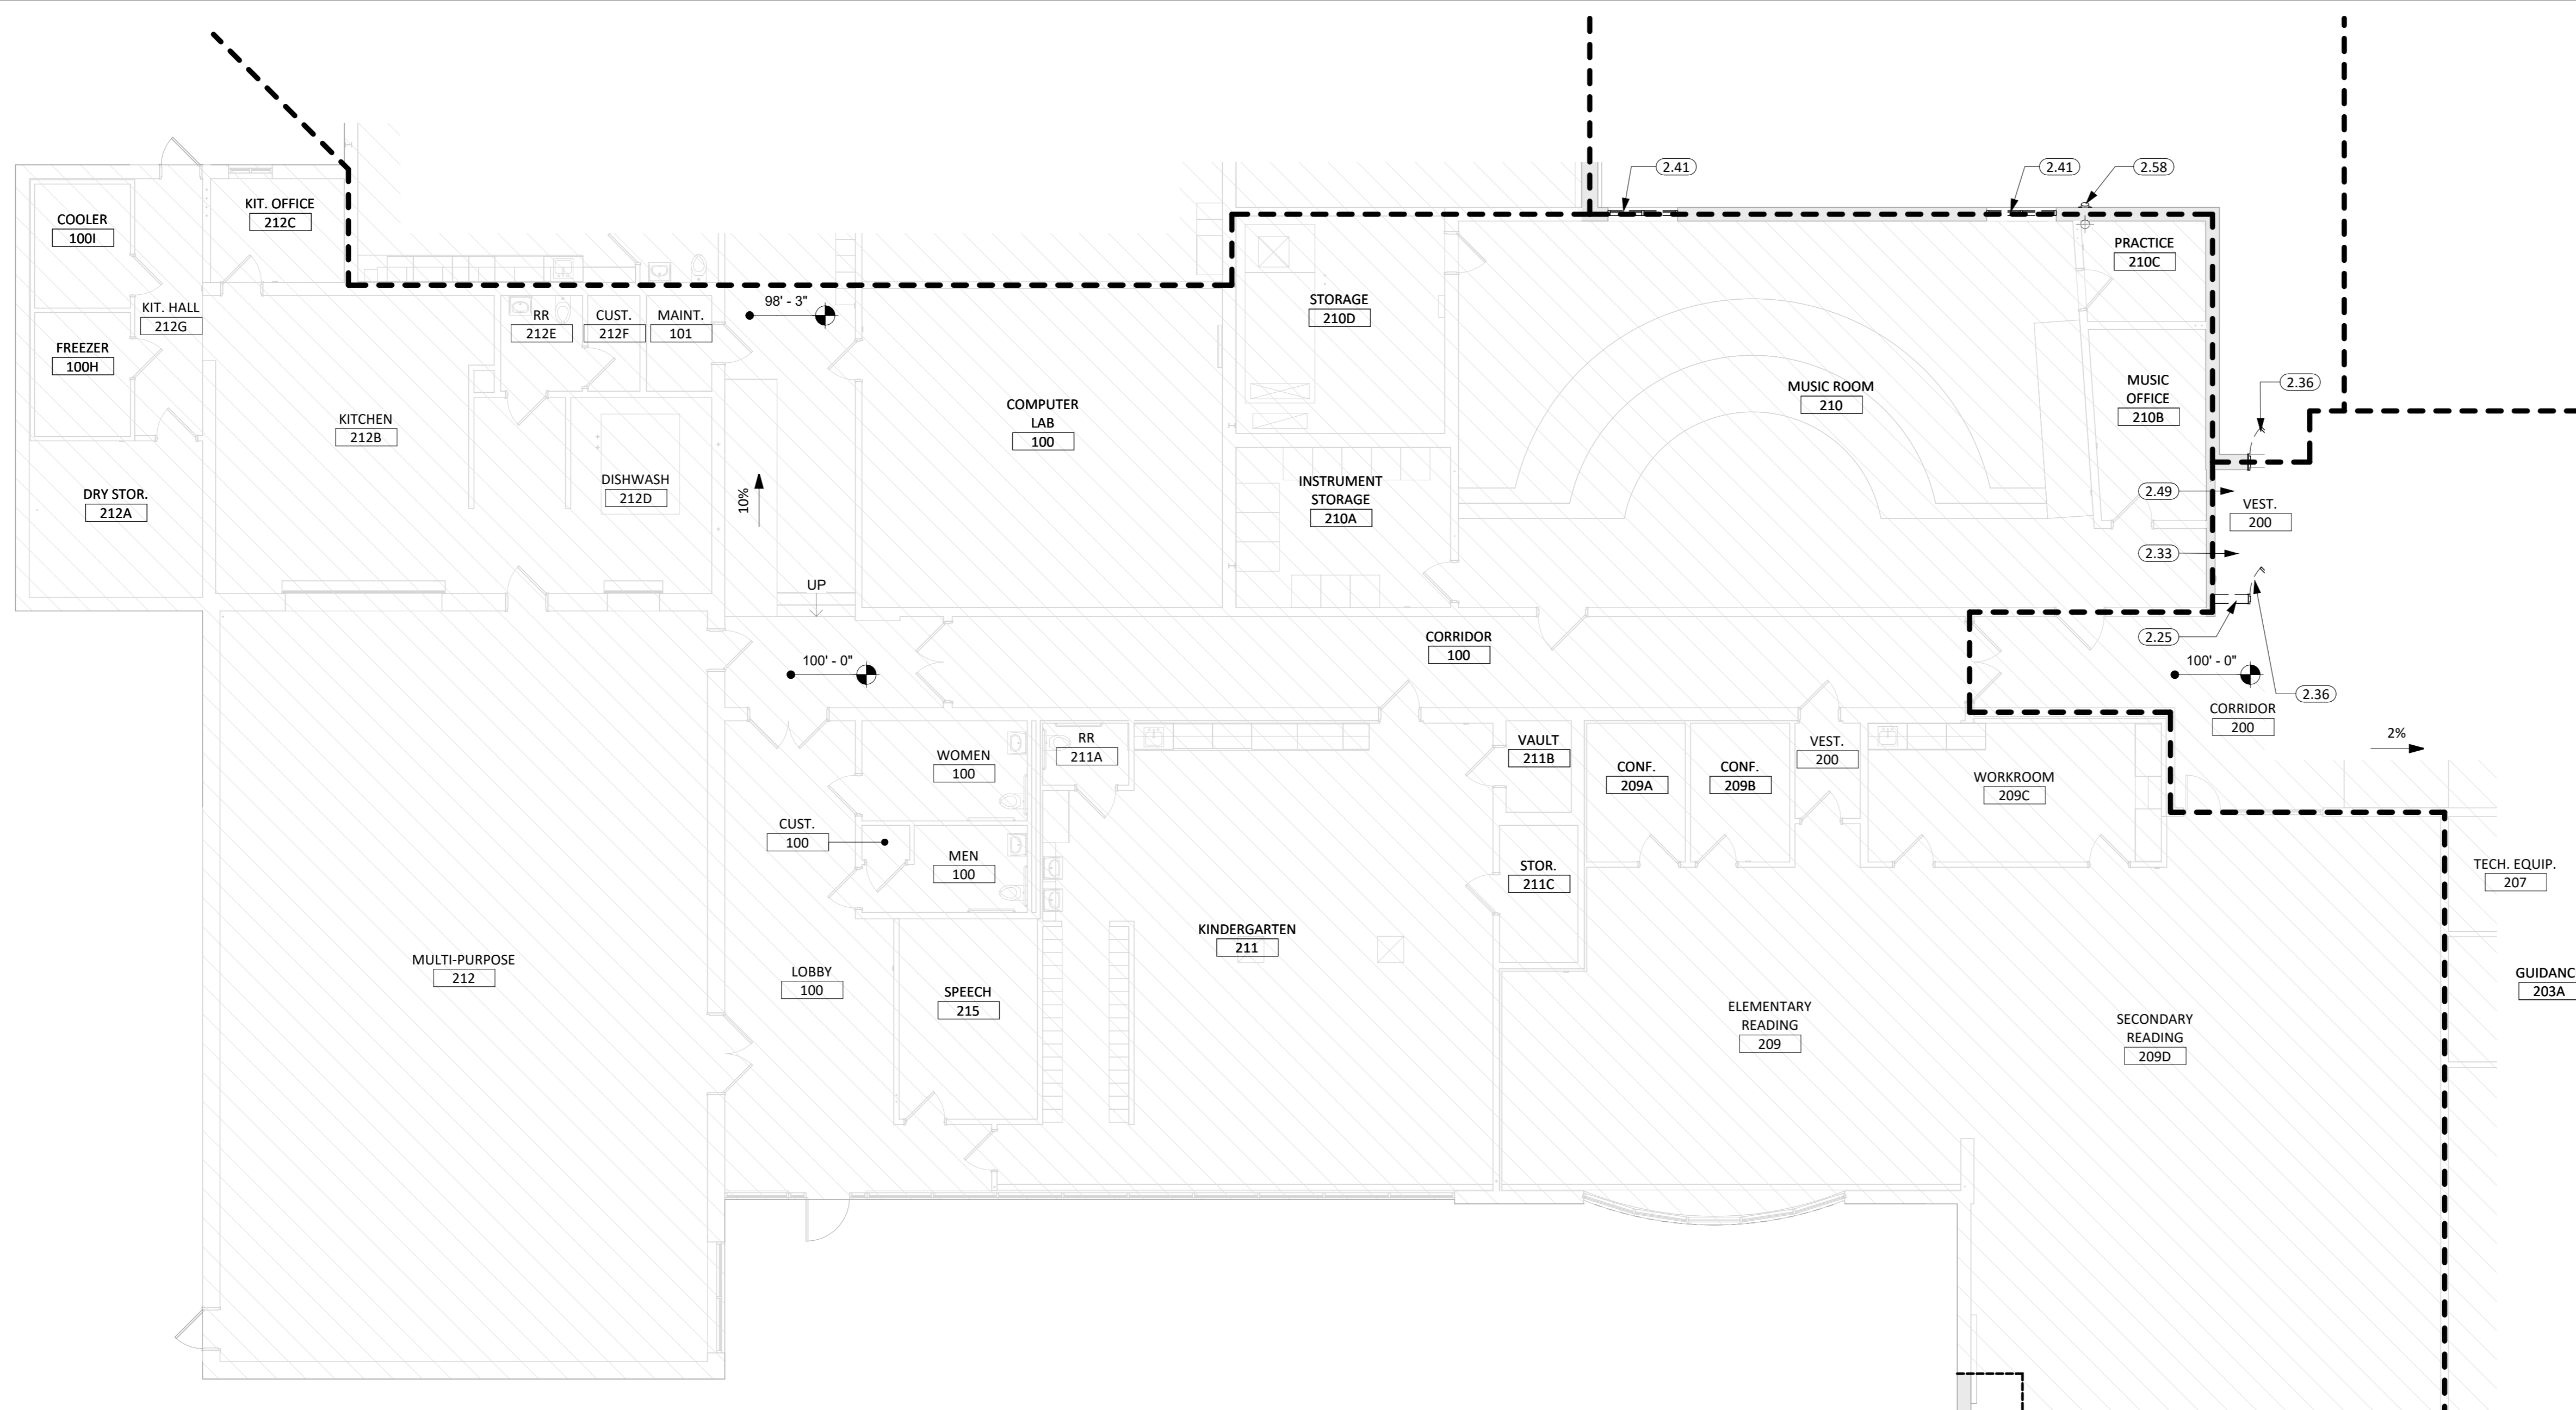 2.41
2.41
2.58
KIT. OFFICE
212C
COOLER
100I
PRACTICE
210C
KIT. HALL
212G
RR
212E
CUST.
212F
MAINT.
101
98' - 3"
STORAGE
210D
FREEZER
100H
MUSIC ROOM
210
MUSIC
OFFICE
210B
2.36
COMPUTER
LAB
100
KITCHEN
212B
DISHWASH
212D
10%
INSTRUMENT
STORAGE
210A
DRY STOR.
212A
2.49
VEST.
200
2.33
UP
CORRIDOR
100
2.25
100' - 0"
100' - 0"
2.36
CORRIDOR
200
2%
WOMEN
100
RR
211A
VAULT
211B
CONF.
209A
CONF.
209B
VEST.
200
WORKROOM
209C
CUST.
100
MEN
100
STOR.
211C
TECH. EQUIP.
207
KINDERGARTEN
211
MULTI-PURPOSE
212
LOBBY
100
SPEECH
215
GUIDANC
203A
ELEMENTARY
READING
209
SECONDARY
READING
209D